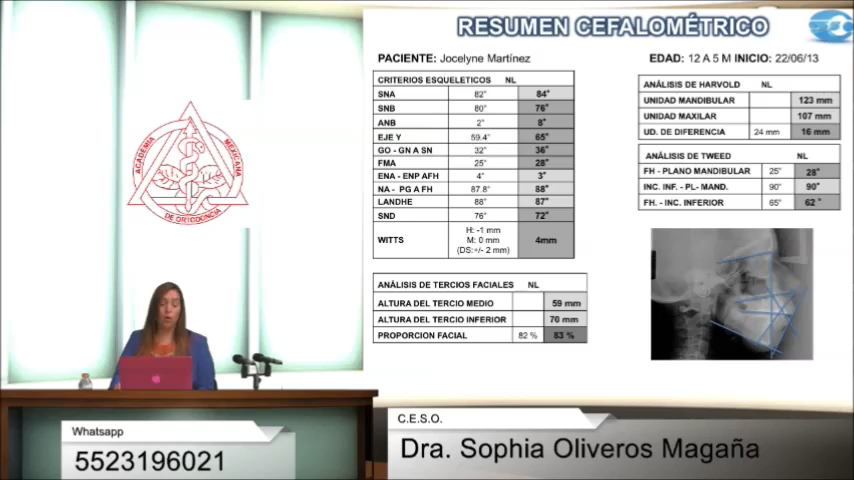 RESUMEN CEFALOMÉTRICO
PACIENTE: Jocelyne Martínez
EDAD: 12 A 5 M INICIO: 22/06/13
CRITERIOS ESQUELETICOS NL
SNA 82° 84°
SNB 80° 76°
ANB 2° 8°
EJE Y 59.4° 65°
GO - GN A SN 32° 36°
FMA 25° 28°
ENA - ENP AFH 4° 3°
NA - PG A FH 87.8° 88°
LANDHE 88° 87°
SND 76° 72°
WITTS H: -1 mm M: 0 mm (DS:+/- 2 mm) 4mm
ANÁLISIS DE TERCIOS FACIALES NL
ALTURA DEL TERCIO MEDIO 59 mm
ALTURA DEL TERCIO INFERIOR 70 mm
PROPORCION FACIAL 82 % 83 %
ANÁLISIS DE HARVOLD NL
UNIDAD MANDIBULAR 123 mm
UNIDAD MAXILAR 107 mm
UD. DE DIFERENCIA 24 mm 16 mm
ANÁLISIS DE TWEED NL
FH - PLANO MANDIBULAR 25° 28°
INC. INF. - PL- MAND. 90° 90°
FH. - INC. INFERIOR 65° 62 °
ACADEMIA MEXICANA
DE ORTODONCIA
Whatsapp
5523196021
C.E.S.O.
Dra. Sophia Oliveros Magaña